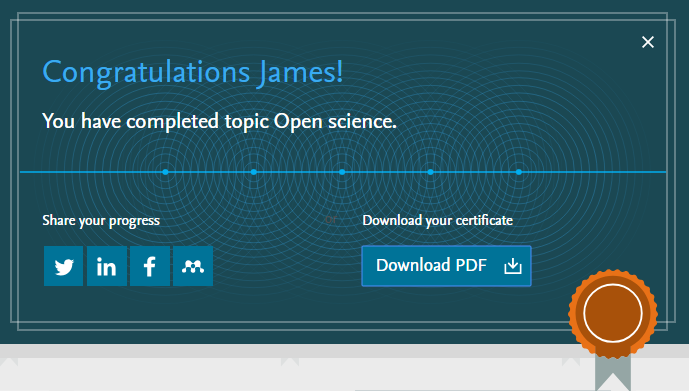 Congratulations James!
You have completed topic Open science.
Share your progress
or
Download your certificate
Download PDF